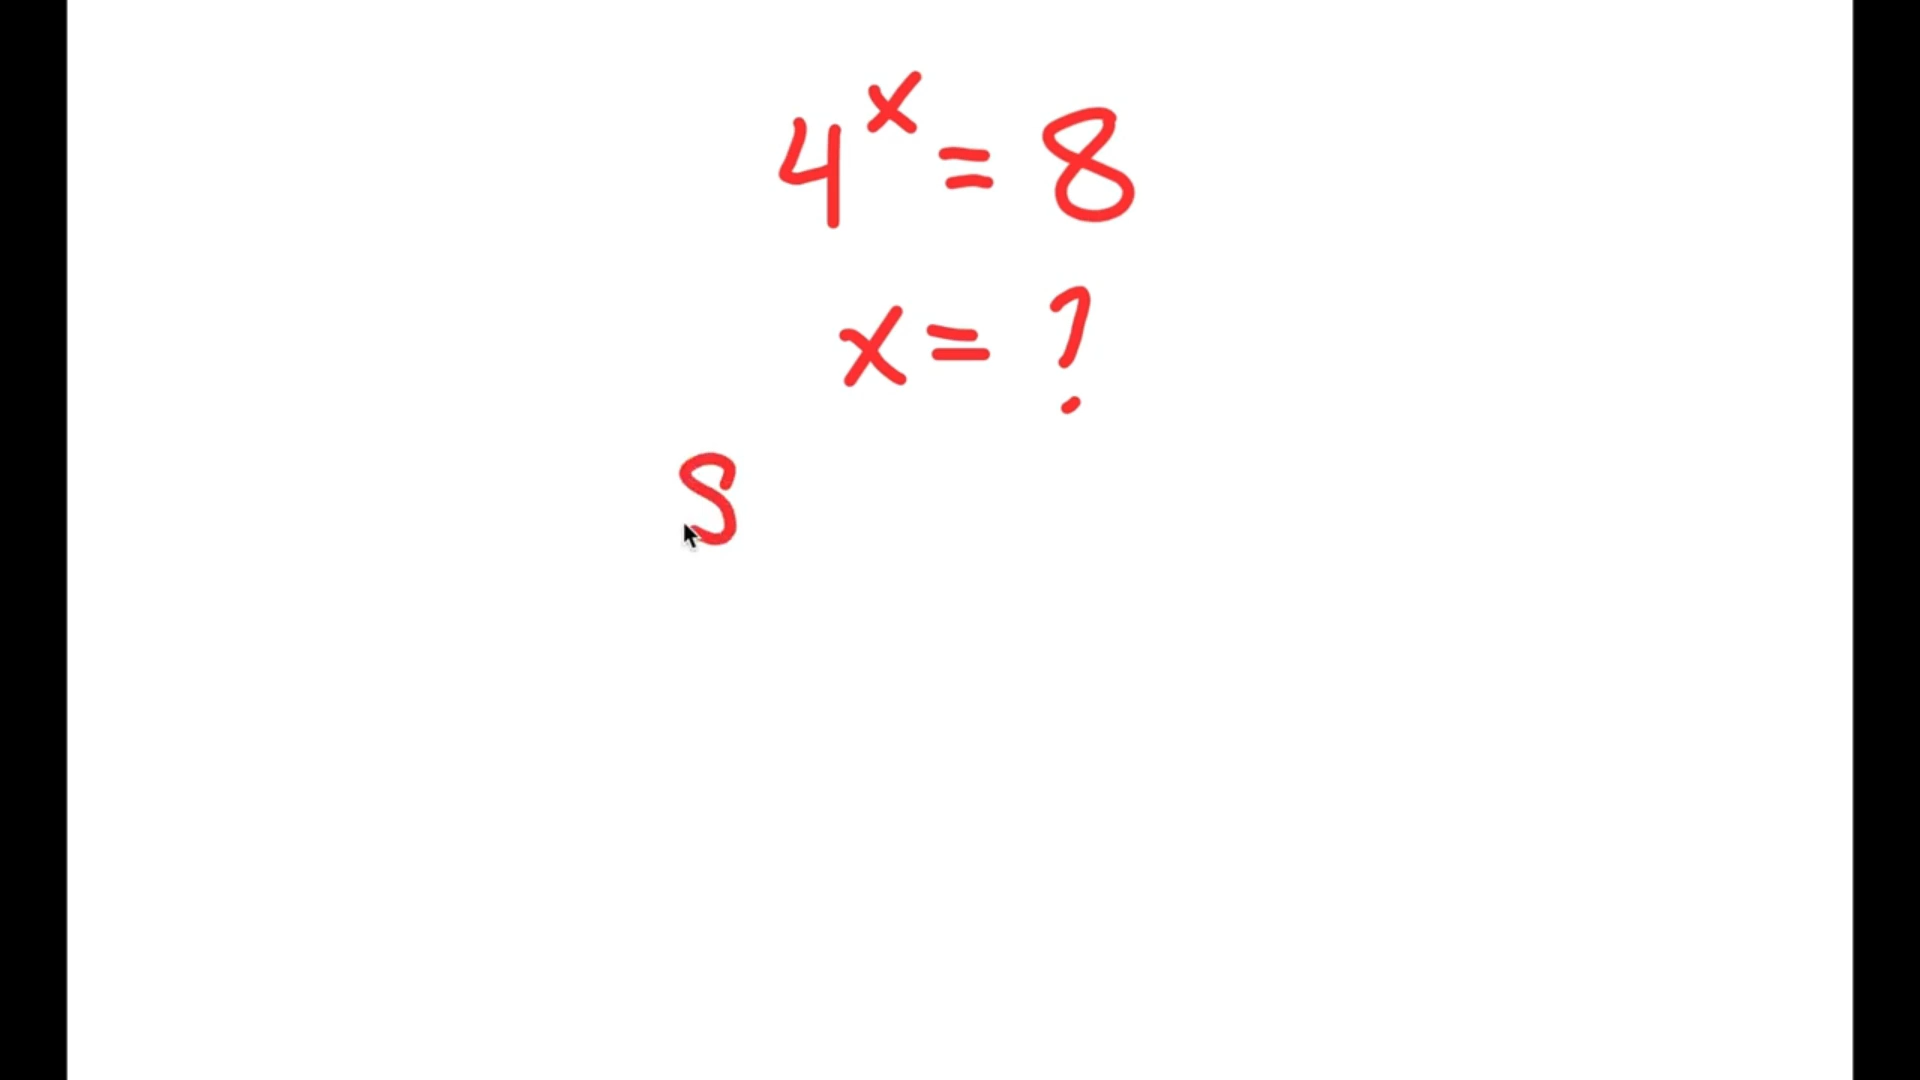 4^x = 8
x = ?
S